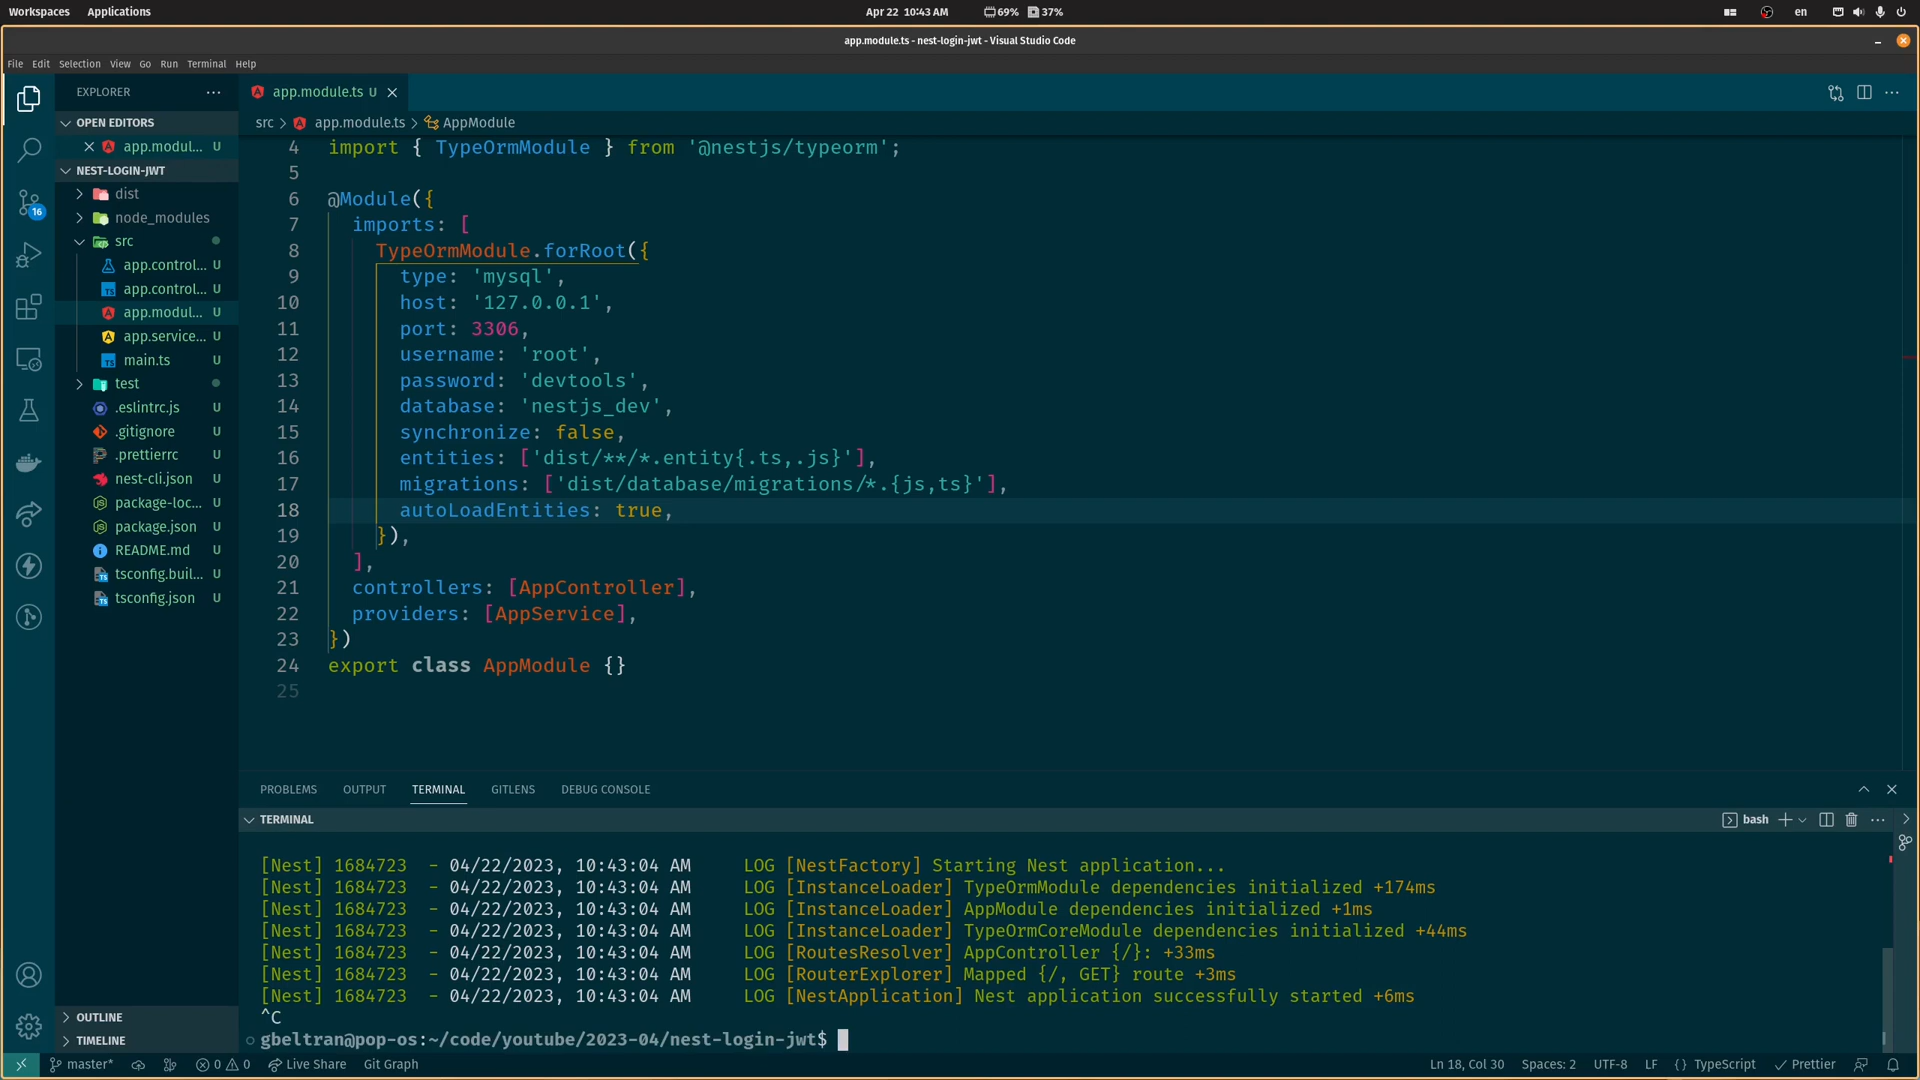 Workspaces Applications Apr 22 10:43 AM 69% 37% en
app.module.ts - nest-login-jwt - Visual Studio Code
File Edit Selection View Go Run Terminal Help
EXPLORER
OPEN EDITORS
app.modul... U
NEST-LOGIN-JWT
dist
node_modules
src
app.control... U
app.control... U
app.modul... U
app.service... U
main.ts U
test
.eslintrc.js U
.gitignore U
.prettierrc U
nest-cli.json U
package-loc... U
package.json U
README.md U
tsconfig.buil... U
tsconfig.json U
OUTLINE
TIMELINE
16
app.module.ts U
src > app.module.ts > AppModule
4 import { TypeOrmModule } from '@nestjs/typeorm';
5
6 @Module({
7 imports: [
8 TypeOrmModule.forRoot({
9 type: 'mysql',
10 host: '127.0.0.1',
11 port: 3306,
12 username: 'root',
13 password: 'devtools',
14 database: 'nestjs_dev',
15 synchronize: false,
16 entities: ['dist/**/*.entity{.ts,.js}'],
17 migrations: ['dist/database/migrations/*.{js,ts}'],
18 autoLoadEntities: true,
19 }),
20 ],
21 controllers: [AppController],
22 providers: [AppService],
23 })
24 export class AppModule {}
25
PROBLEMS OUTPUT TERMINAL GITLENS DEBUG CONSOLE
TERMINAL bash
[Nest] 1684723 - 04/22/2023, 10:43:04 AM LOG [NestFactory] Starting Nest application...
[Nest] 1684723 - 04/22/2023, 10:43:04 AM LOG [InstanceLoader] TypeOrmModule dependencies initialized +174ms
[Nest] 1684723 - 04/22/2023, 10:43:04 AM LOG [InstanceLoader] AppModule dependencies initialized +1ms
[Nest] 1684723 - 04/22/2023, 10:43:04 AM LOG [InstanceLoader] TypeOrmCoreModule dependencies initialized +44ms
[Nest] 1684723 - 04/22/2023, 10:43:04 AM LOG [RoutesResolver] AppController {/}: +33ms
[Nest] 1684723 - 04/22/2023, 10:43:04 AM LOG [RouterExplorer] Mapped {/, GET} route +3ms
[Nest] 1684723 - 04/22/2023, 10:43:04 AM LOG [NestApplication] Nest application successfully started +6ms
^C
gbeltran@pop-os:~/code/youtube/2023-04/nest-login-jwt$
master* 0 0 Live Share Git Graph Ln 18, Col 30 Spaces: 2 UTF-8 LF {} TypeScript Prettier